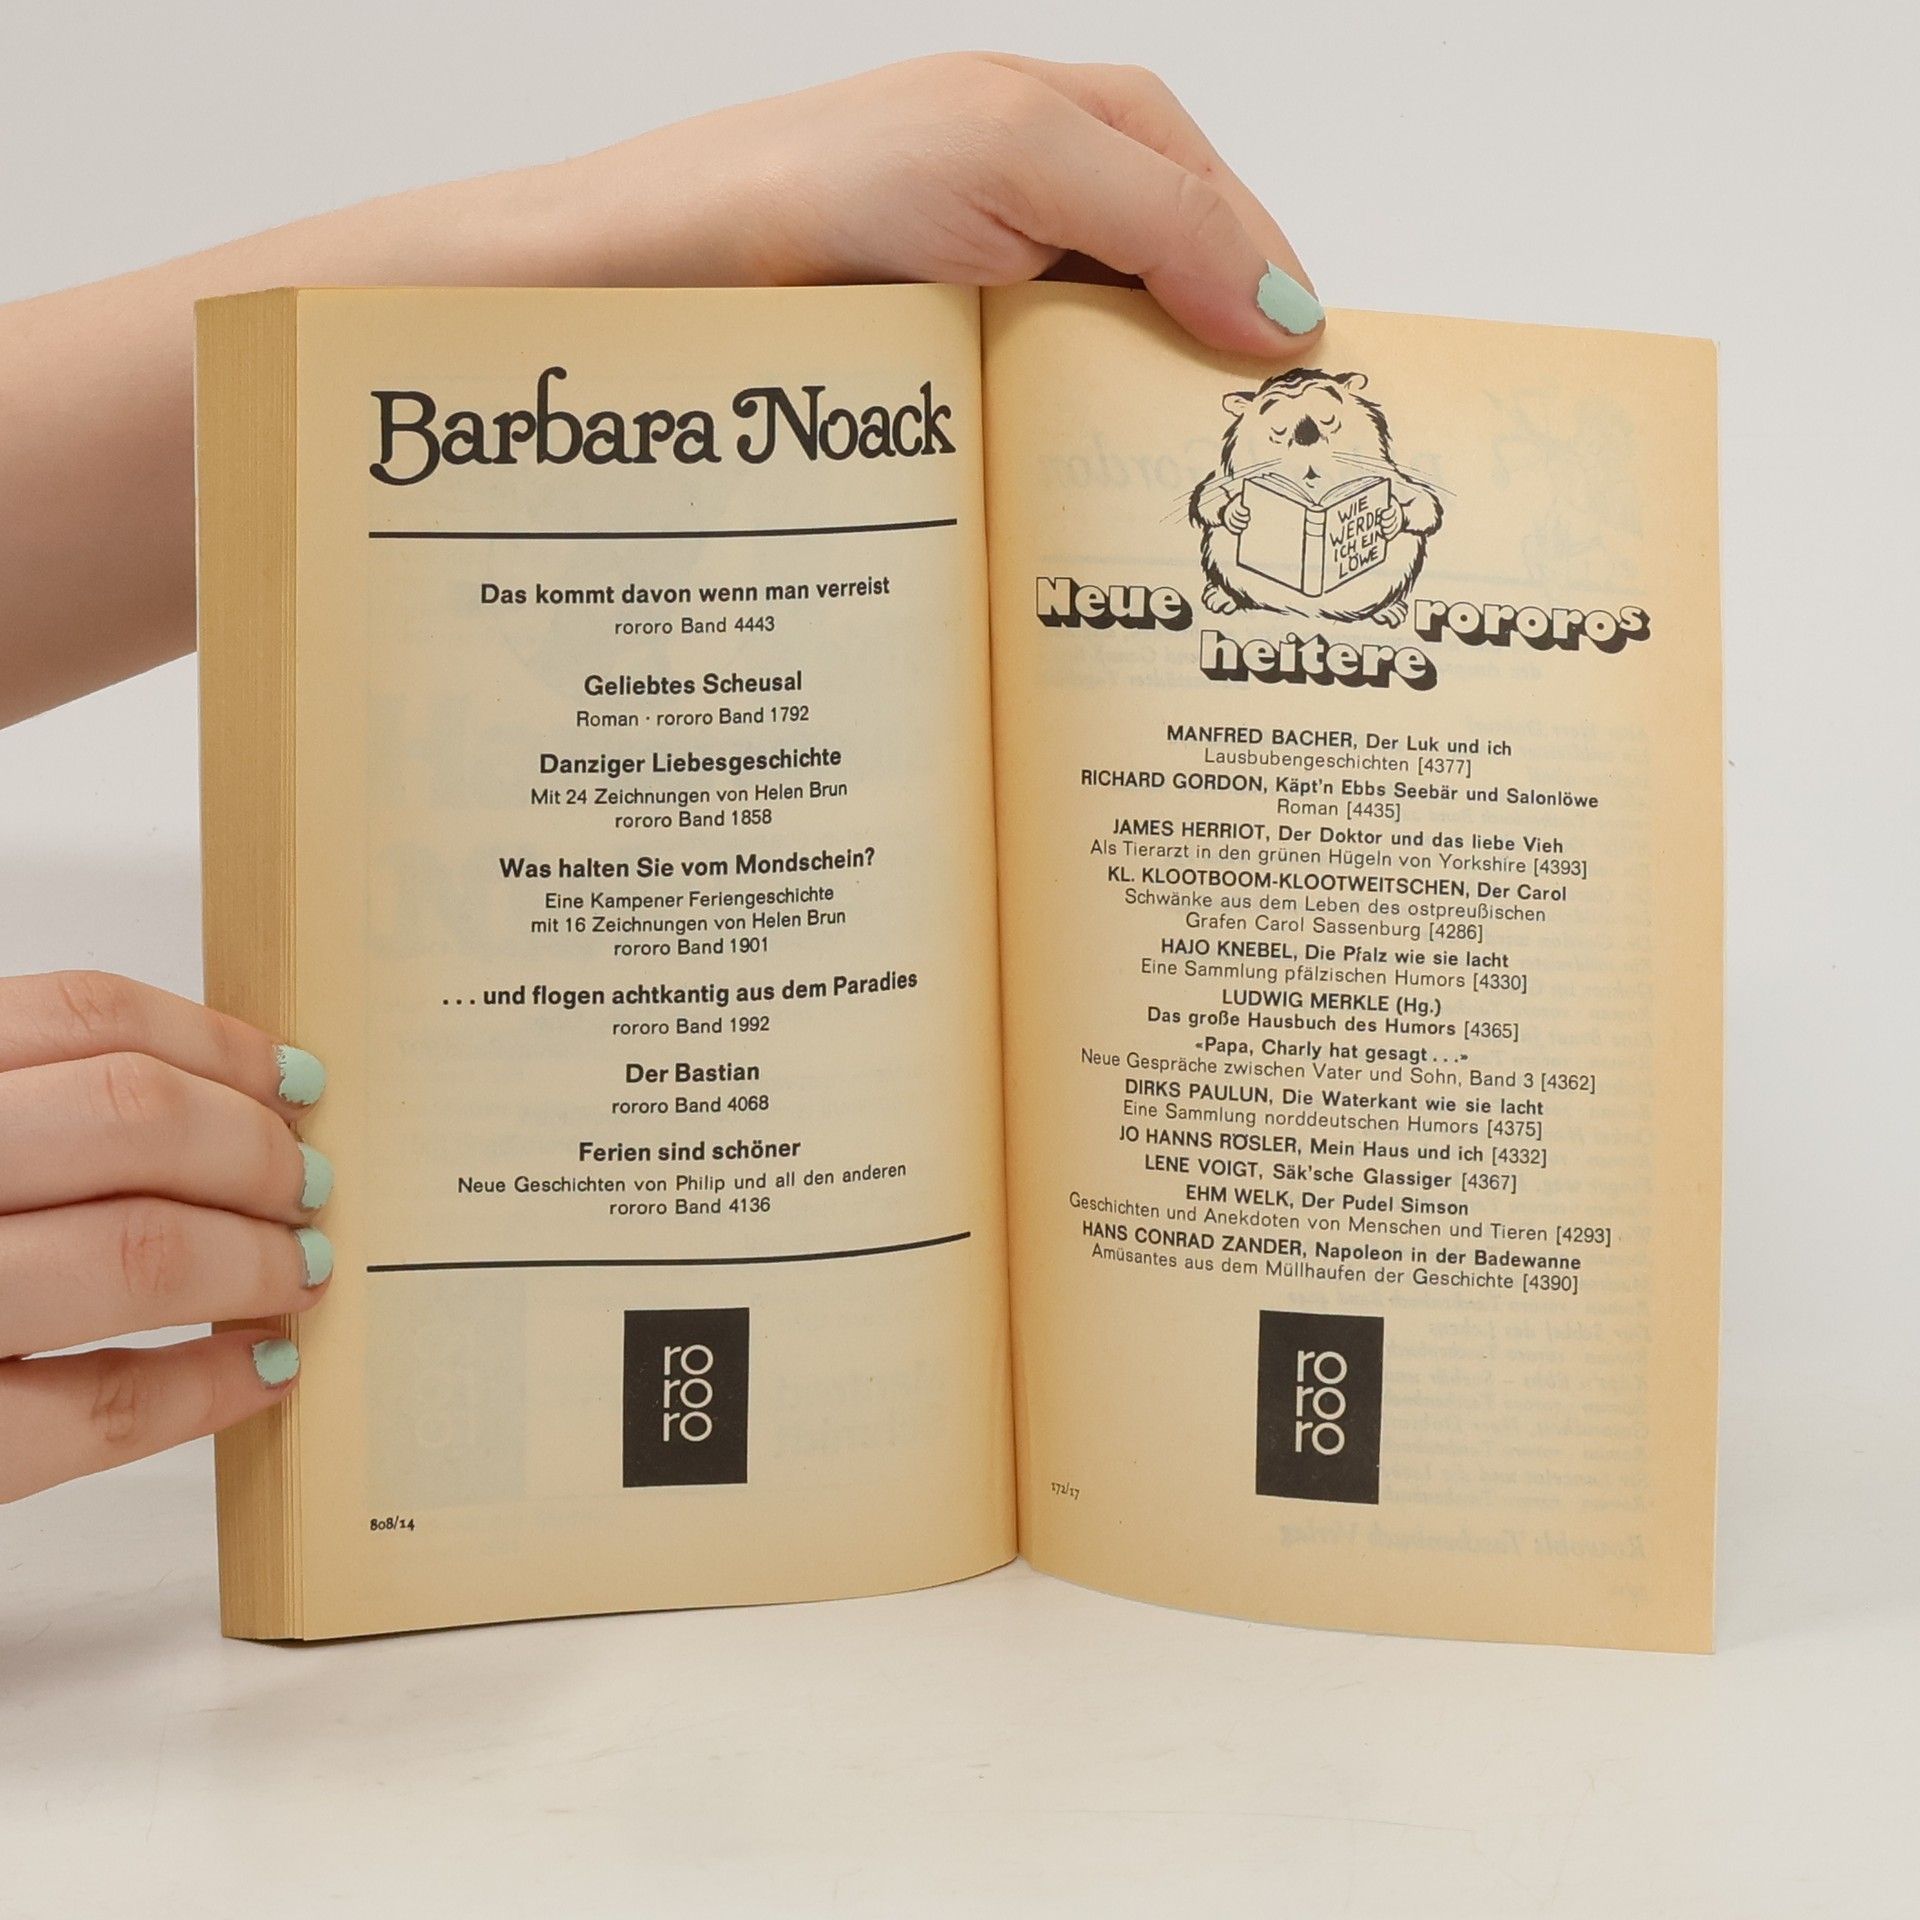 Barbara Noack
Das kommt davon wenn man verreist
rororo Band 4443
Geliebtes Scheusal
Roman · rororo Band 1792
Danziger Liebesgeschichte
Mit 24 Zeichnungen von Helen Brun
rororo Band 1858
Was halten Sie vom Mondschein?
Eine Kampener Feriengeschichte
mit 16 Zeichnungen von Helen Brun
rororo Band 1901
... und flogen achtkantig aus dem Paradies
rororo Band 1992
Der Bastian
rororo Band 4068
Ferien sind schöner
Neue Geschichten von Philip und all den anderen
rororo Band 4136
ro
ro
ro
808/14
WIE
WERDE
ICH EIN
LÖWE
Neue rororos
heitere
MANFRED BACHER, Der Luk und ich
Lausbubengeschichten [4377]
RICHARD GORDON, Käpt'n Ebbs Seebär und Salonlöwe
Roman [4435]
JAMES HERRIOT, Der Doktor und das liebe Vieh
Als Tierarzt in den grünen Hügeln von Yorkshire [4393]
KL. KLOOTBOOM-KLOOTWEITSCHEN, Der Carol
Schwänke aus dem Leben des ostpreußischen
Grafen Carol Sassenburg [4286]
HAJO KNEBEL, Die Pfalz wie sie lacht
Eine Sammlung pfälzischen Humors [4330]
LUDWIG MERKLE (Hg.)
Das große Hausbuch des Humors [4365]
«Papa, Charly hat gesagt ...»
Neue Gespräche zwischen Vater und Sohn, Band 3 [4362]
DIRKS PAULUN, Die Waterkant wie sie lacht
Eine Sammlung norddeutschen Humors [4375]
JO HANNS RÖSLER, Mein Haus und ich [4332]
LENE VOIGT, Säk'sche Glassiger [4367]
EHM WELK, Der Pudel Simson
Geschichten und Anekdoten von Menschen und Tieren [4293]
HANS CONRAD ZANDER, Napoleon in der Badewanne
Amüsantes aus dem Müllhaufen der Geschichte [4390]
ro
ro
ro
172/17